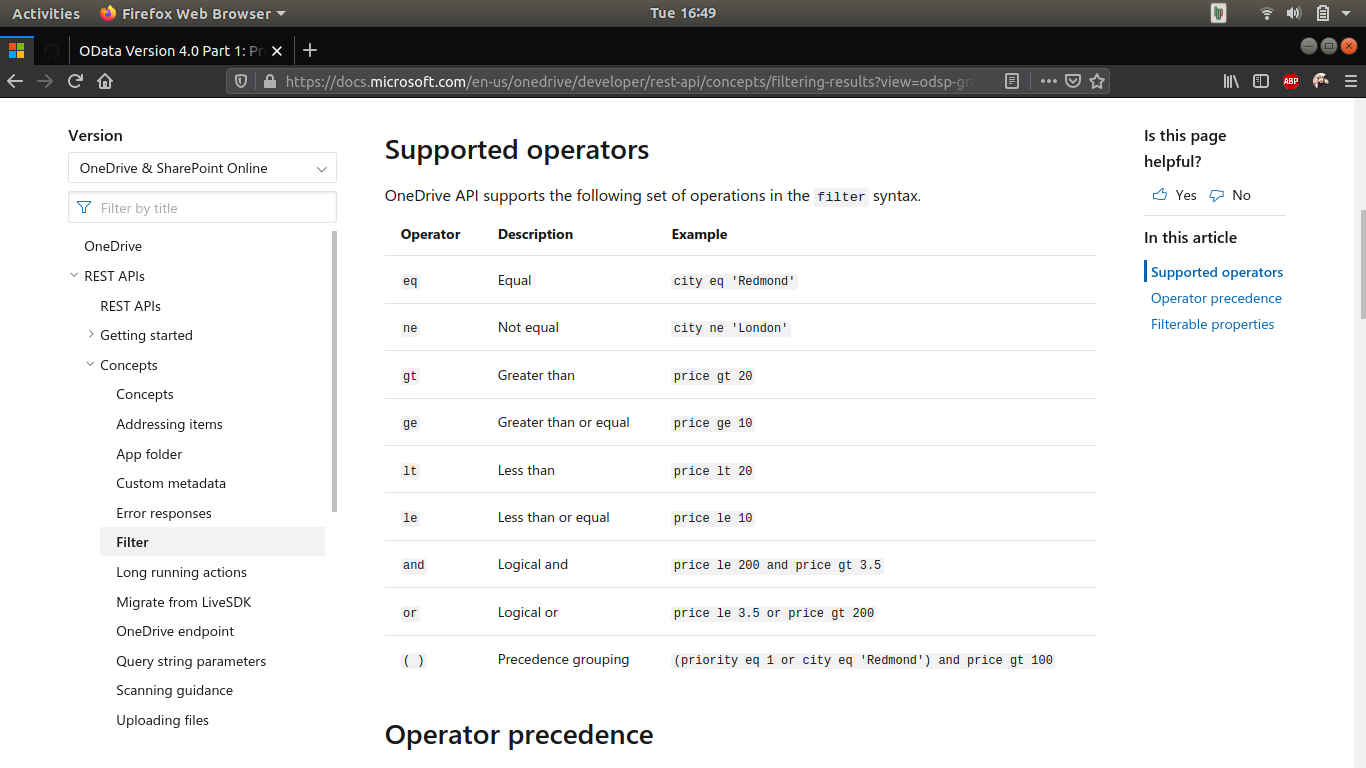 Activities Firefox Web Browser Tue 16:49
OData Version 4.0 Part 1: Pr
https://docs.microsoft.com/en-us/onedrive/developer/rest-api/concepts/filtering-results?view=odsp-gra
ABP
Version
OneDrive & SharePoint Online
Filter by title
OneDrive
REST APIs
REST APIs
Getting started
Concepts
Concepts
Addressing items
App folder
Custom metadata
Error responses
Filter
Long running actions
Migrate from LiveSDK
OneDrive endpoint
Query string parameters
Scanning guidance
Uploading files
Supported operators
OneDrive API supports the following set of operations in the filter syntax.
Operator Description Example
eq Equal city eq 'Redmond'
ne Not equal city ne 'London'
gt Greater than price gt 20
ge Greater than or equal price ge 10
lt Less than price lt 20
le Less than or equal price le 10
and Logical and price le 200 and price gt 3.5
or Logical or price le 3.5 or price gt 200
( ) Precedence grouping (priority eq 1 or city eq 'Redmond') and price gt 100
Operator precedence
Is this page
helpful?
Yes No
In this article
Supported operators
Operator precedence
Filterable properties